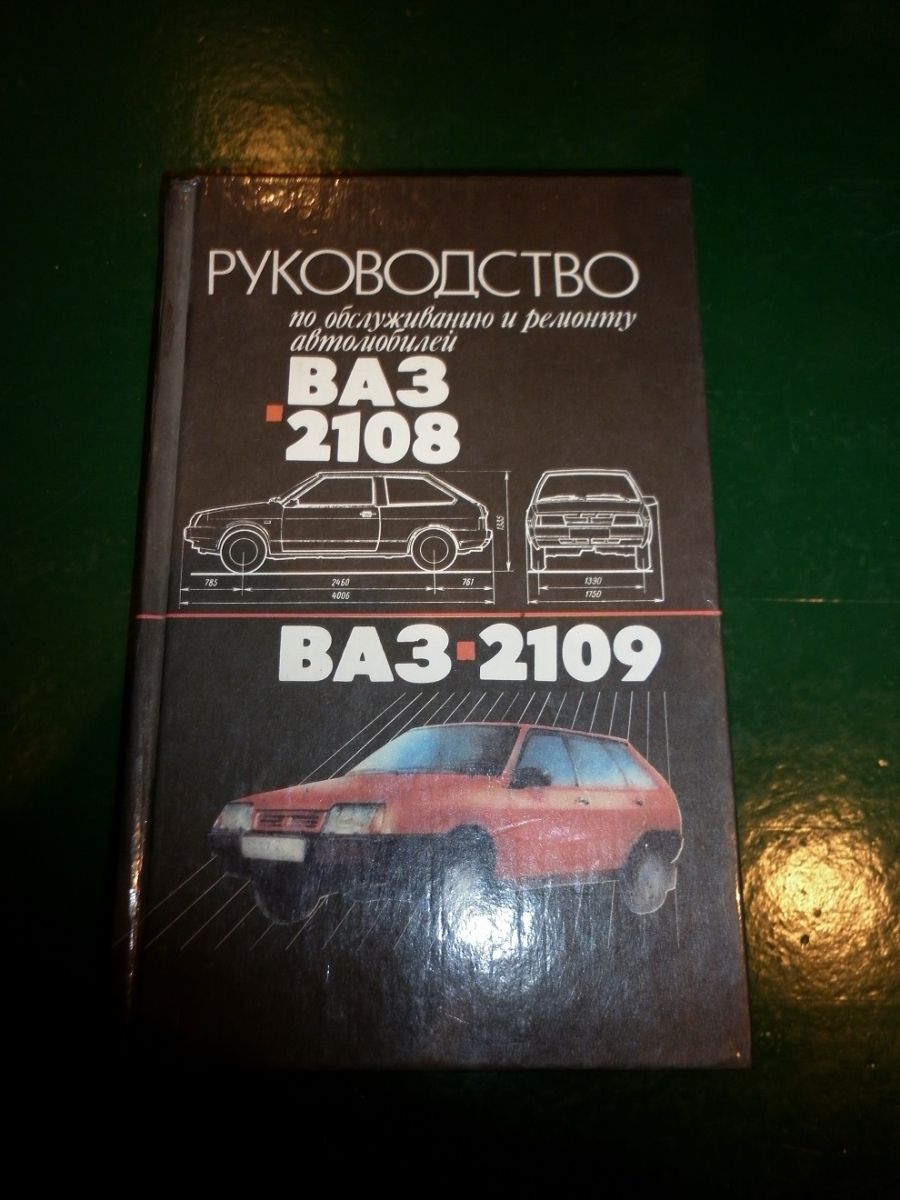 РУКОВОДСТВО
по обслуживанию и ремонту
автомобилей
ВАЗ
2108
1335
785 2460 761
4006
1390
1750
ВАЗ 2109